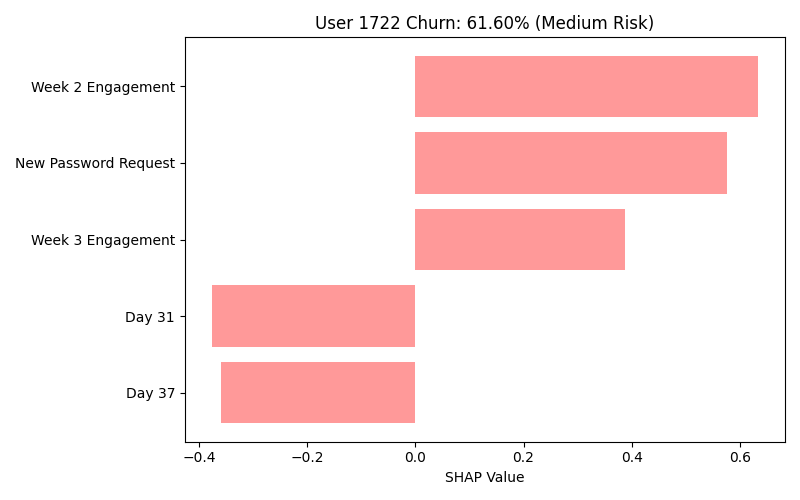 User 1722 Churn: 61.60% (Medium Risk)
Week 2 Engagement
New Password Request
Week 3 Engagement
Day 31
Day 37
−0.4 −0.2 0.0 0.2 0.4 0.6
SHAP Value